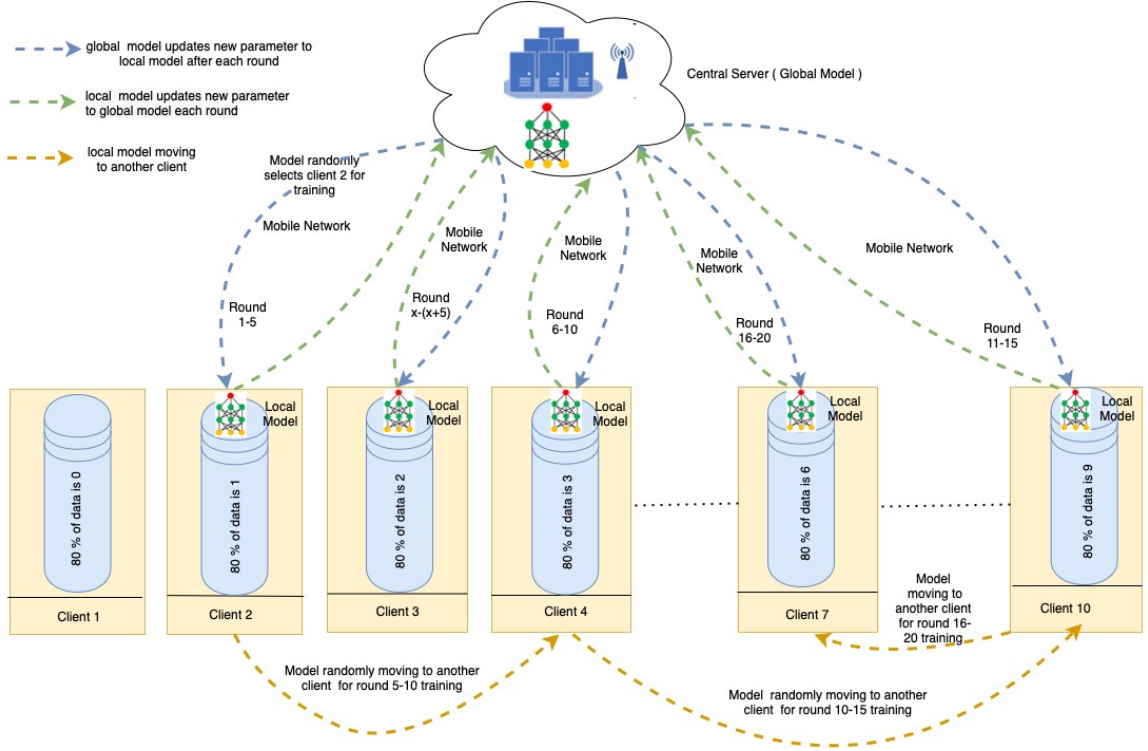 global model updates new parameter to
local model after each round
local model updates new parameter
to global model each round
local model moving
to another client
Central Server ( Global Model )
Model randomly
selects client 2 for
training
Mobile Network
Mobile
Network
Mobile
Network
Mobile
Network
Mobile Network
Round
1-5
Round
x-(x+5)
Round
6-10
Round
16-20
Round
11-15
Local
Model
Local
Model
Local
Model
Local
Model
Local
Model
80 % of data is 0
80 % of data is 1
80 % of data is 2
80 % of data is 3
80 % of data is 6
80 % of data is 9
Client 1
Client 2
Client 3
Client 4
Client 7
Client 10
Model
moving to
another client
for round 16-
20 training
Model randomly moving to another
client for round 5-10 training
Model randomly moving to another
client for round 10-15 training